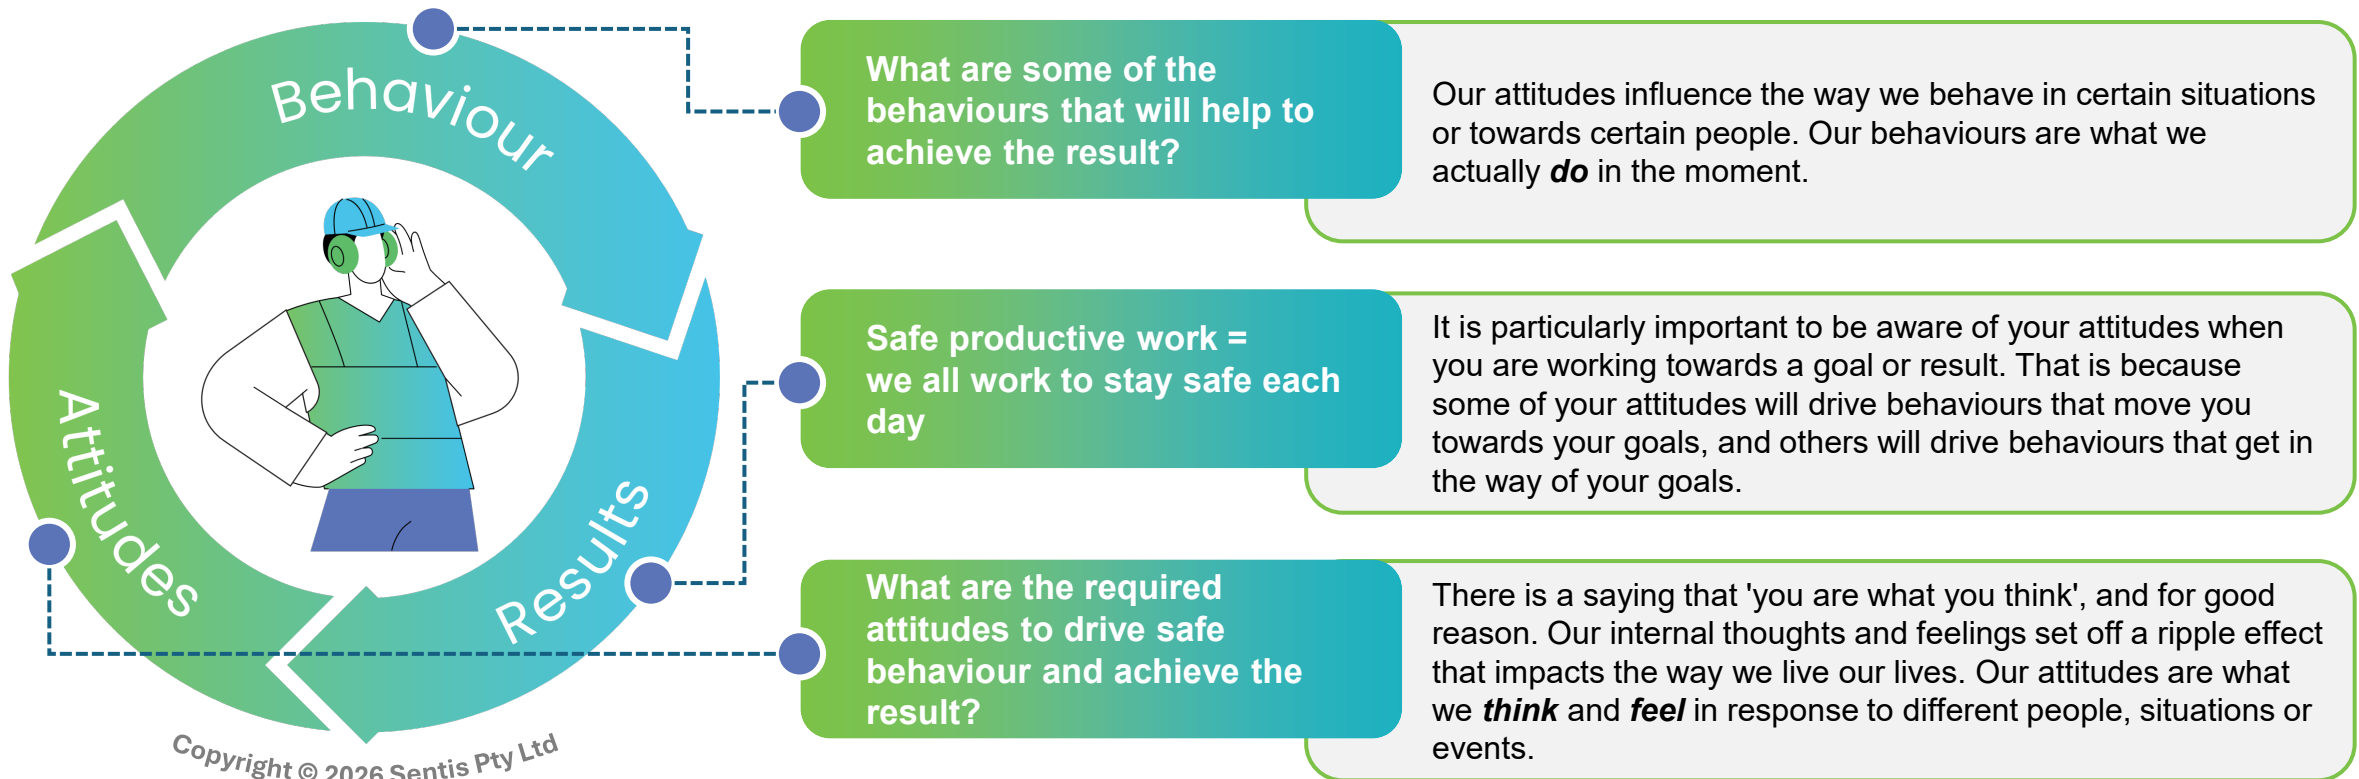 Behaviour
Attitudes
Results
Copyright © 2026 Sentis Pty Ltd
What are some of the
behaviours that will help to
achieve the result?
Our attitudes influence the way we behave in certain situations
or towards certain people. Our behaviours are what we
actually do in the moment.
Safe productive work =
we all work to stay safe each
day
It is particularly important to be aware of your attitudes when
you are working towards a goal or result. That is because
some of your attitudes will drive behaviours that move you
towards your goals, and others will drive behaviours that get in
the way of your goals.
What are the required
attitudes to drive safe
behaviour and achieve the
result?
There is a saying that 'you are what you think', and for good
reason. Our internal thoughts and feelings set off a ripple effect
that impacts the way we live our lives. Our attitudes are what
we think and feel in response to different people, situations or
events.